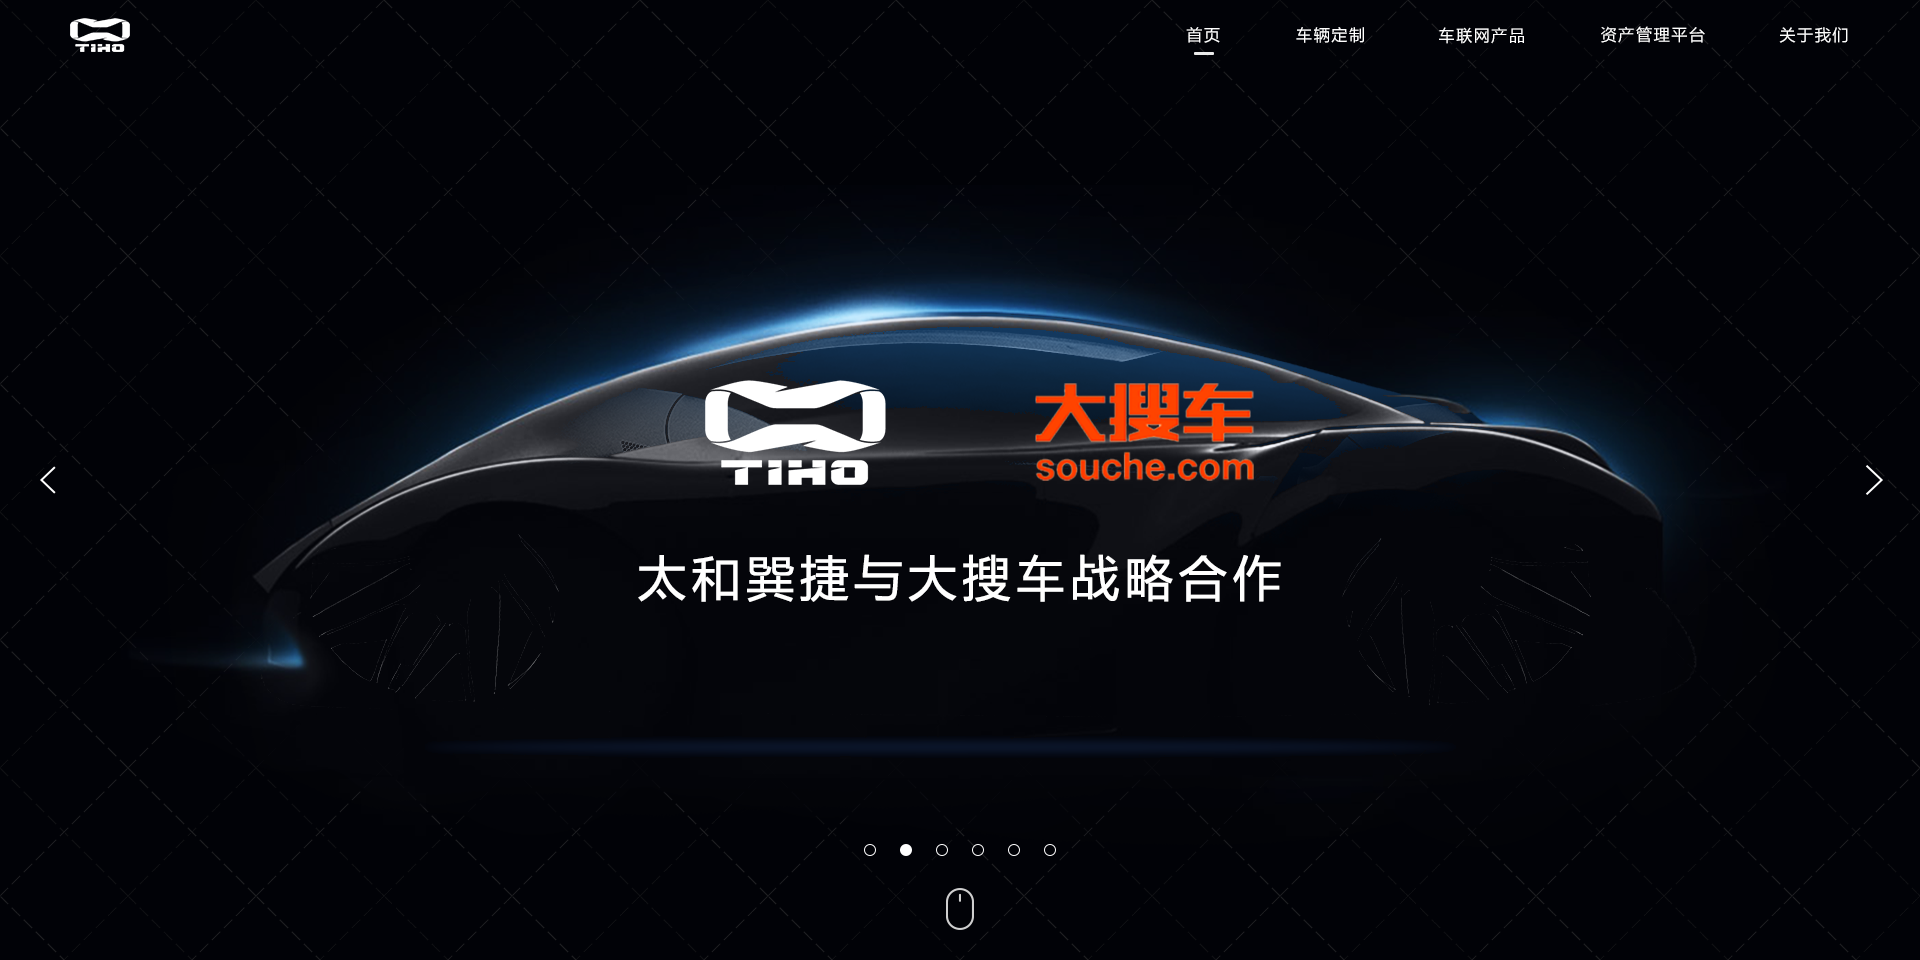 TIHO
首页
车辆定制
车联网产品
资产管理平台
关于我们
TIHO
大搜车
souche.com
太和巽捷与大搜车战略合作